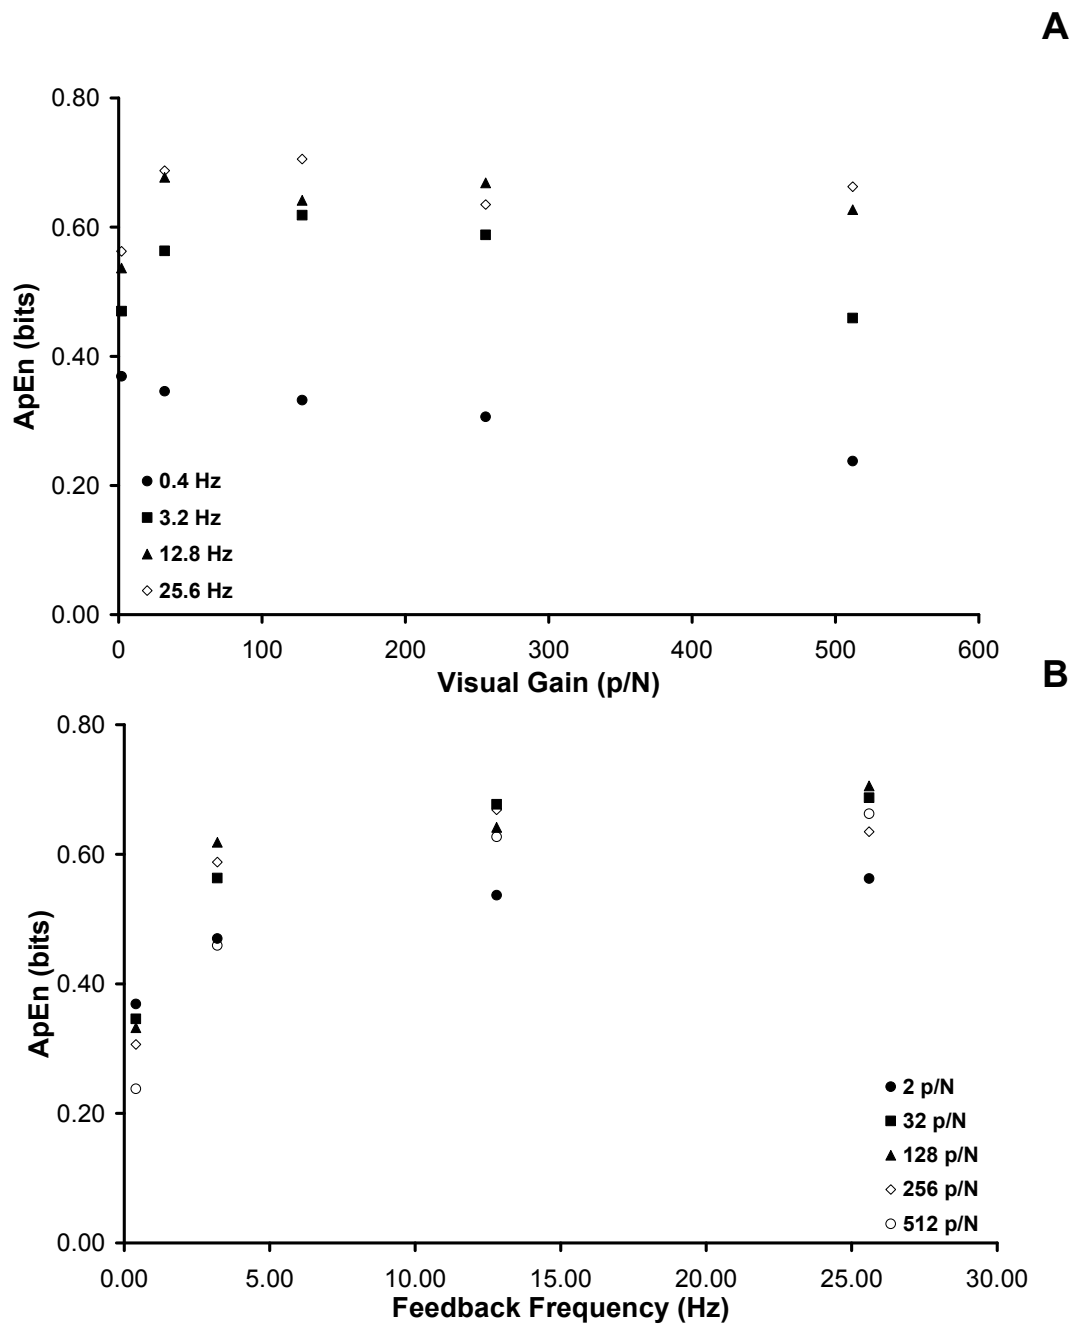 A
0.80
0.60
0.40
0.20
0.00
ApEn (bits)
0.4 Hz
3.2 Hz
12.8 Hz
25.6 Hz
0 100 200 300 400 500 600
Visual Gain (p/N)
B
0.80
0.60
0.40
0.20
0.00
ApEn (bits)
2 p/N
32 p/N
128 p/N
256 p/N
512 p/N
0.00 5.00 10.00 15.00 20.00 25.00 30.00
Feedback Frequency (Hz)